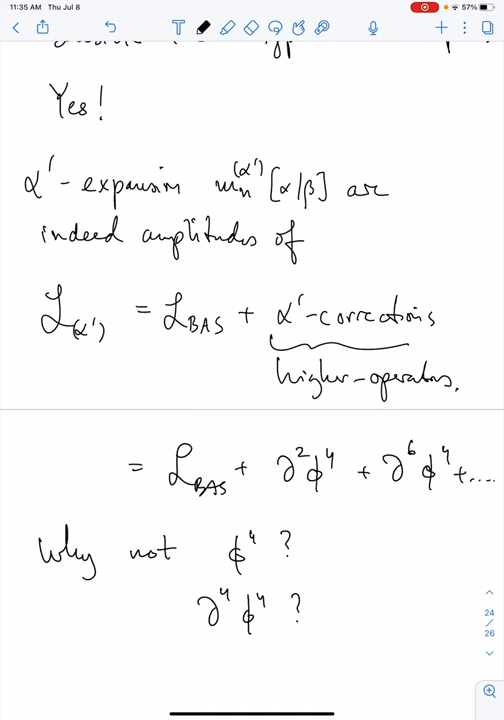 11:35 AM Thu Jul 8
57%
Yes!
α' - expansion m_n^(α') [α|β] are
indeed amplitudes of
ℒ_(α') = ℒ_BAS + α'-corrections
higher-operators.
= ℒ_BAS + ∂²ϕ⁴ + ∂⁶ϕ⁴ + ....
Why not ϕ⁴ ?
∂⁴ϕ⁴ ?
24
/
26